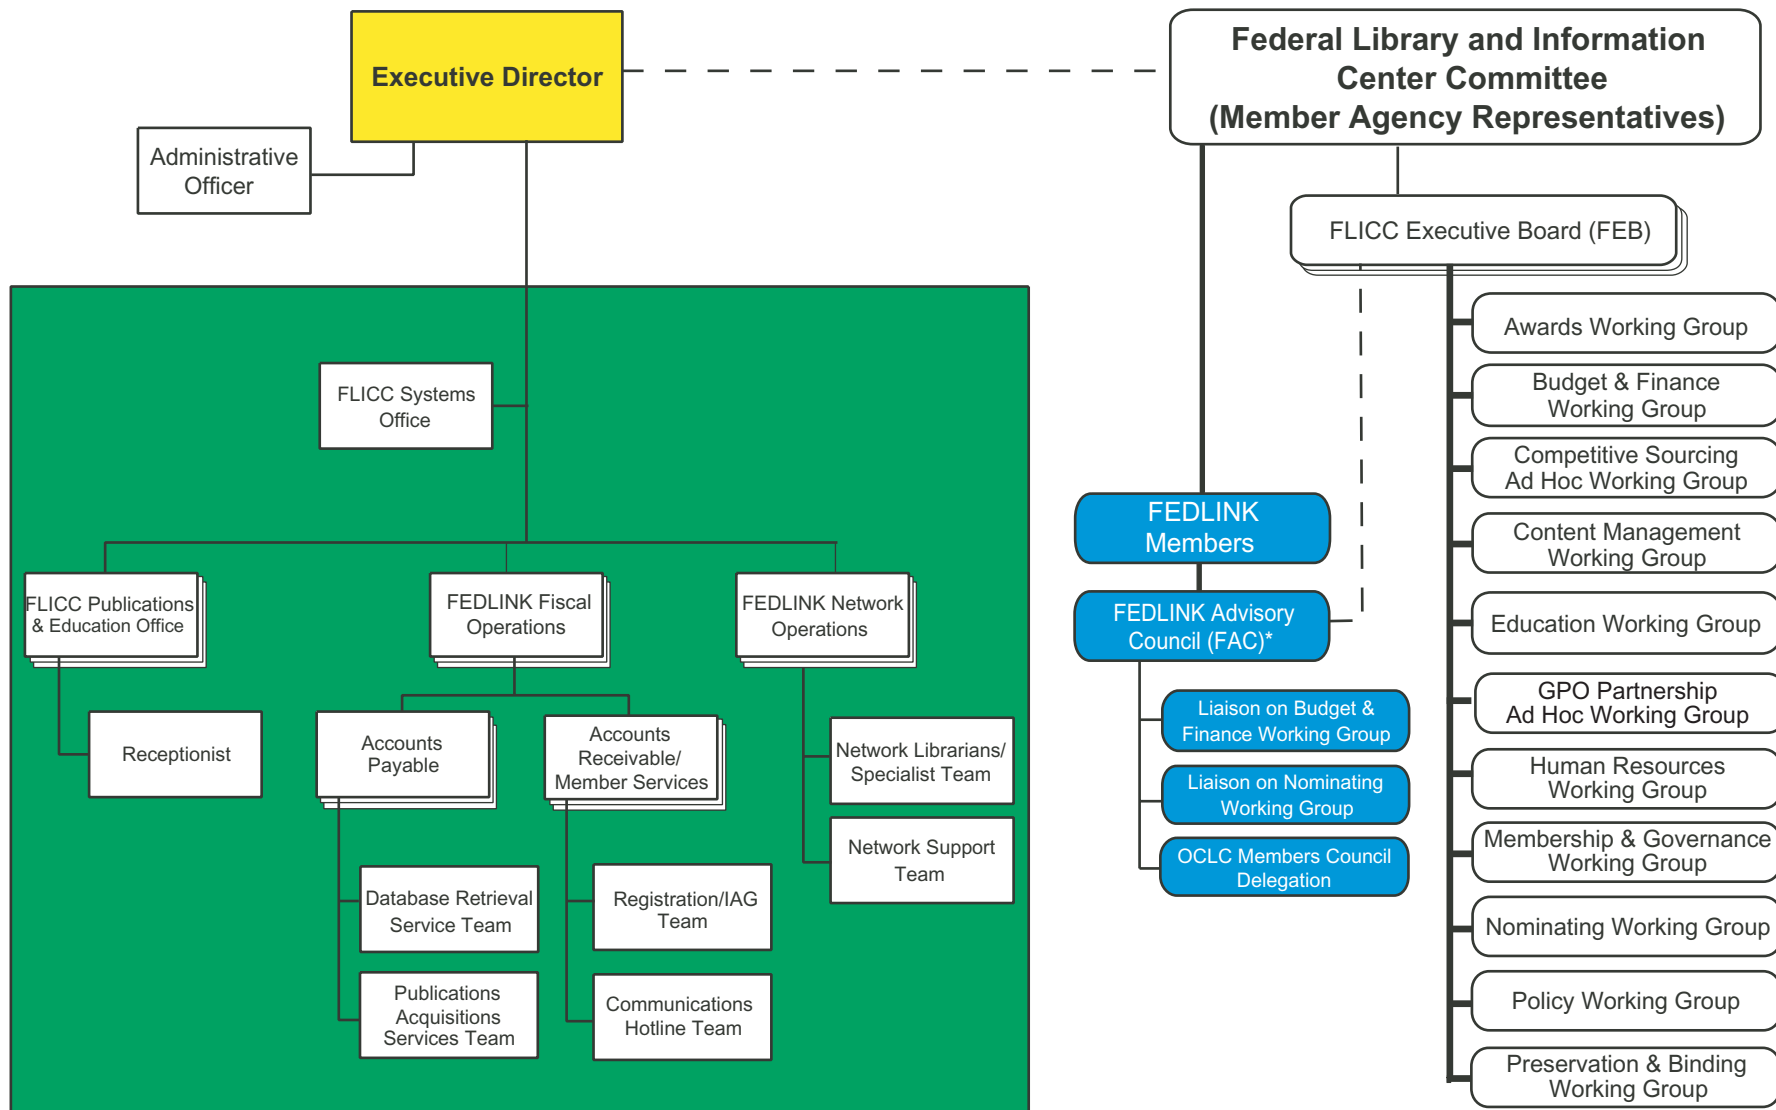 Executive Director
Federal Library and Information
Center Committee
(Member Agency Representatives)
Administrative
Officer
FLICC Executive Board (FEB)
FLICC Systems
Office
Awards Working Group
Budget & Finance
Working Group
Competitive Sourcing
Ad Hoc Working Group
Content Management
Working Group
Education Working Group
GPO Partnership
Ad Hoc Working Group
Human Resources
Working Group
Membership & Governance
Working Group
Nominating Working Group
Policy Working Group
Preservation & Binding
Working Group
FEDLINK
Members
FEDLINK Advisory
Council (FAC)*
Liaison on Budget &
Finance Working Group
Liaison on Nominating
Working Group
OCLC Members Council
Delegation
FLICC Publications
& Education Office
FEDLINK Fiscal
Operations
FEDLINK Network
Operations
Receptionist
Accounts
Payable
Accounts
Receivable/
Member Services
Network Librarians/
Specialist Team
Network Support
Team
Database Retrieval
Service Team
Registration/IAG
Team
Publications
Acquisitions
Services Team
Communications
Hotline Team